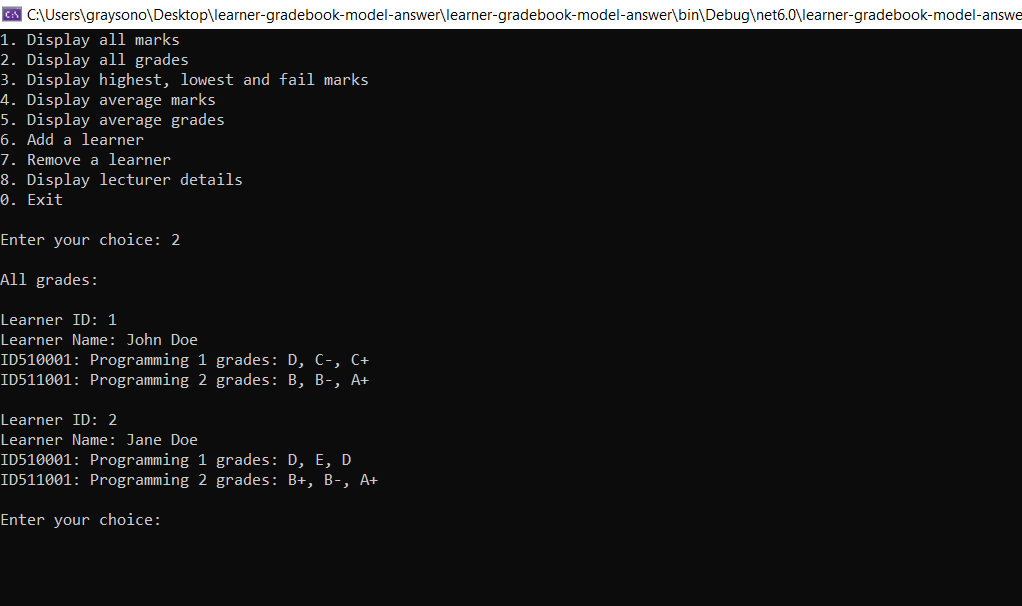 C:\Users\graysono\Desktop\learner-gradebook-model-answer\learner-gradebook-model-answer\bin\Debug\net6.0\learner-gradebook-model-answe
1. Display all marks
2. Display all grades
3. Display highest, lowest and fail marks
4. Display average marks
5. Display average grades
6. Add a learner
7. Remove a learner
8. Display lecturer details
0. Exit
Enter your choice: 2
All grades:
Learner ID: 1
Learner Name: John Doe
ID510001: Programming 1 grades: D, C-, C+
ID511001: Programming 2 grades: B, B-, A+
Learner ID: 2
Learner Name: Jane Doe
ID510001: Programming 1 grades: D, E, D
ID511001: Programming 2 grades: B+, B-, A+
Enter your choice: